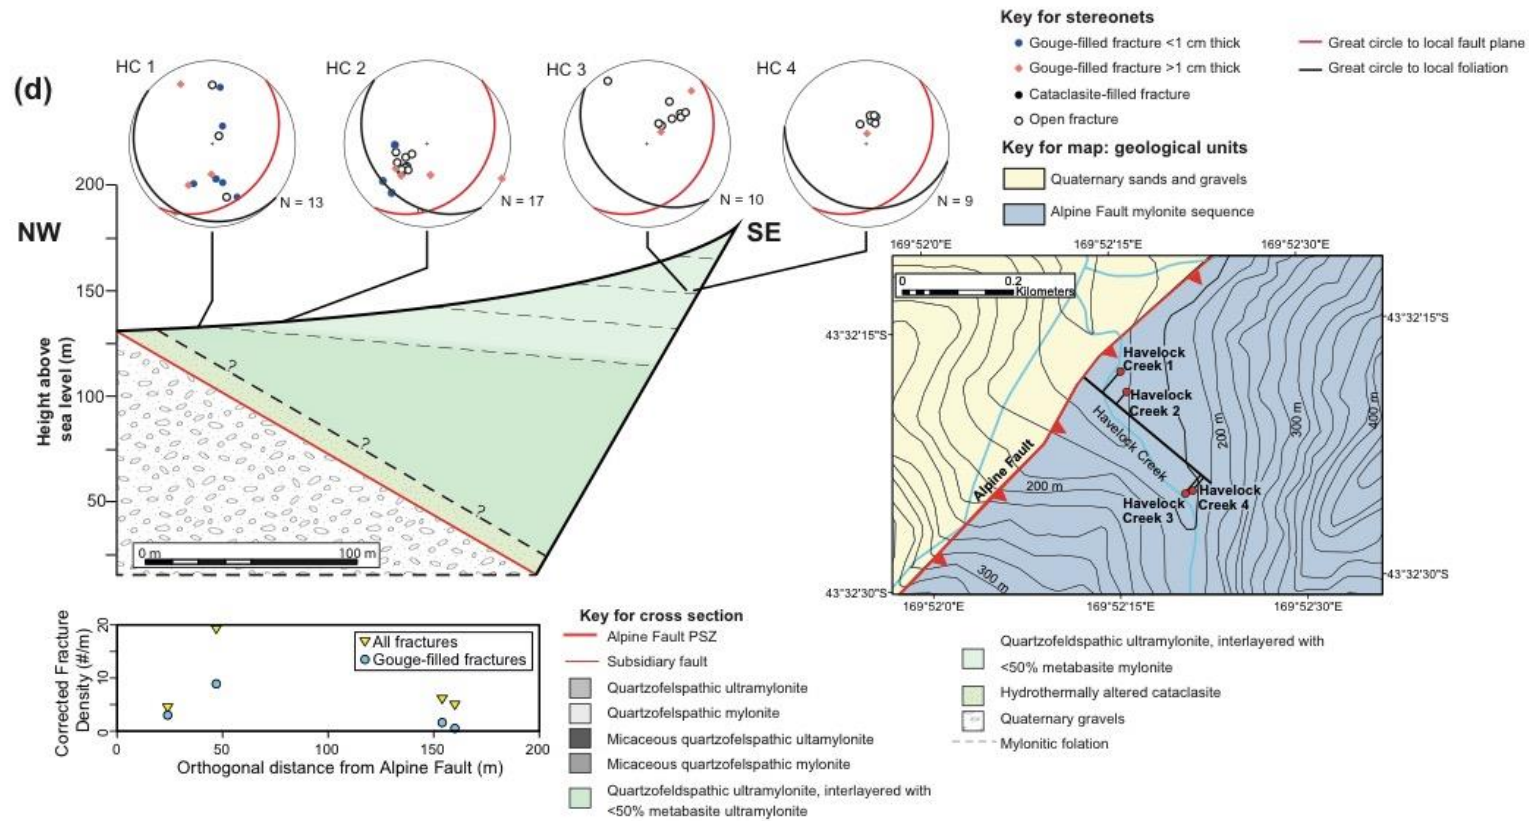 (d)
HC 1
HC 2
HC 3
HC 4
N = 13
N = 17
N = 10
N = 9
NW
SE
200
150
100
50
Height above
sea level (m)
?
?
?
0 m
100 m
Key for stereonets
Gouge-filled fracture <1 cm thick
Gouge-filled fracture >1 cm thick
Cataclasite-filled fracture
Open fracture
Great circle to local fault plane
Great circle to local foliation
Key for map: geological units
Quaternary sands and gravels
Alpine Fault mylonite sequence
169°52'0"E
169°52'15"E
169°52'30"E
0
0.2
Kilometers
43°32'15"S
43°32'15"S
Havelock
Creek 1
Havelock
Creek 2
Havelock Creek
200 m
300 m
400 m
Alpine Fault
200 m
Havelock
Creek 3
Havelock
Creek 4
300 m
43°32'30"S
43°32'30"S
169°52'0"E
169°52'15"E
169°52'30"E
Corrected Fracture
Density (#/m)
20
10
0
All fractures
Gouge-filled fractures
0
50
100
150
200
Orthogonal distance from Alpine Fault (m)
Key for cross section
Alpine Fault PSZ
Subsidiary fault
Quartzofelspathic ultramylonite
Quartzofelspathic mylonite
Micaceous quartzofelspathic ultamylonite
Micaceous quartzofelspathic mylonite
Quartzofeldspathic ultramylonite, interlayered with
<50% metabasite ultramylonite
Quartzofeldspathic ultramylonite, interlayered with
<50% metabasite mylonite
Hydrothermally altered cataclasite
Quaternary gravels
Mylonitic folation